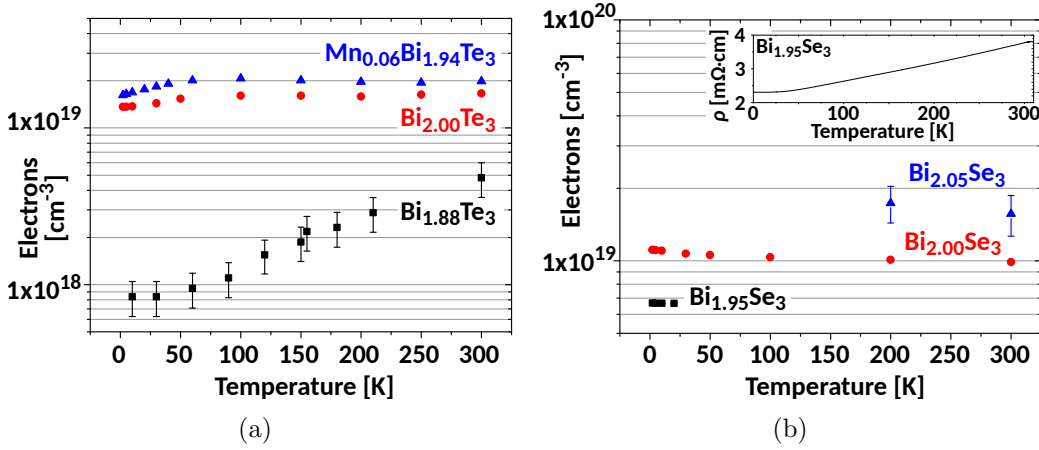 Mn0.06Bi1.94Te3
Bi2.00Te3
Bi1.88Te3
1x10^19
1x10^18
Electrons
[cm^-3]
0 50 100 150 200 250 300
Temperature [K]
(a)
1x10^20
1x10^19
Electrons [cm^-3]
Bi1.95Se3
4
3
2
ρ [mΩ·cm]
0 100 200 300
Temperature [K]
Bi2.05Se3
Bi2.00Se3
Bi1.95Se3
0 50 100 150 200 250 300
Temperature [K]
(b)